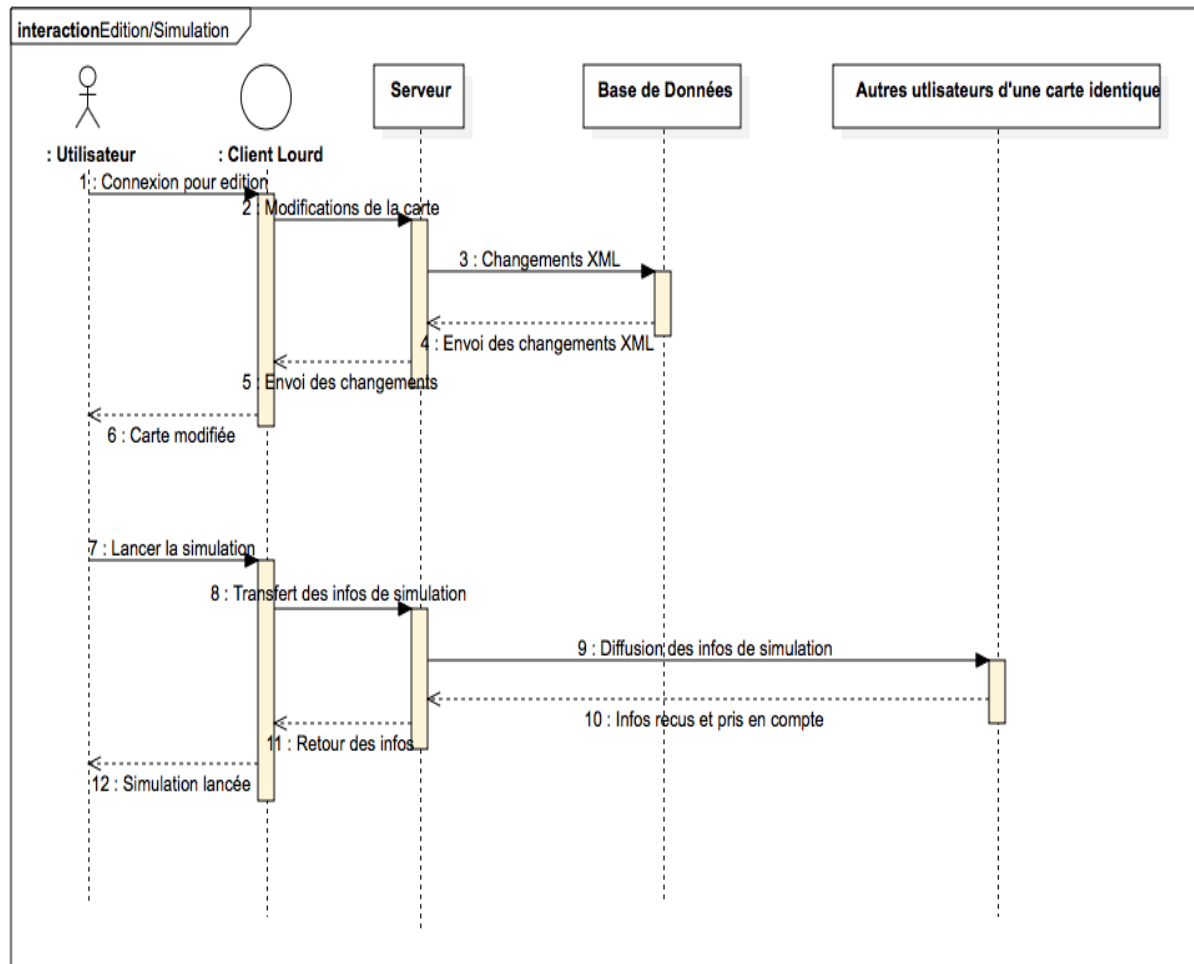 interactionEdition/Simulation
Serveur
Base de Données
Autres utlisateurs d'une carte identique
: Utilisateur
: Client Lourd
1 : Connexion pour edition
2 : Modifications de la carte
3 : Changements XML
4 : Envoi des changements XML
5 : Envoi des changements
6 : Carte modifiée
7 : Lancer la simulation
8 : Transfert des infos de simulation
9 : Diffusion des infos de simulation
10 : Infos recus et pris en compte
11 : Retour des infos
12 : Simulation lancée